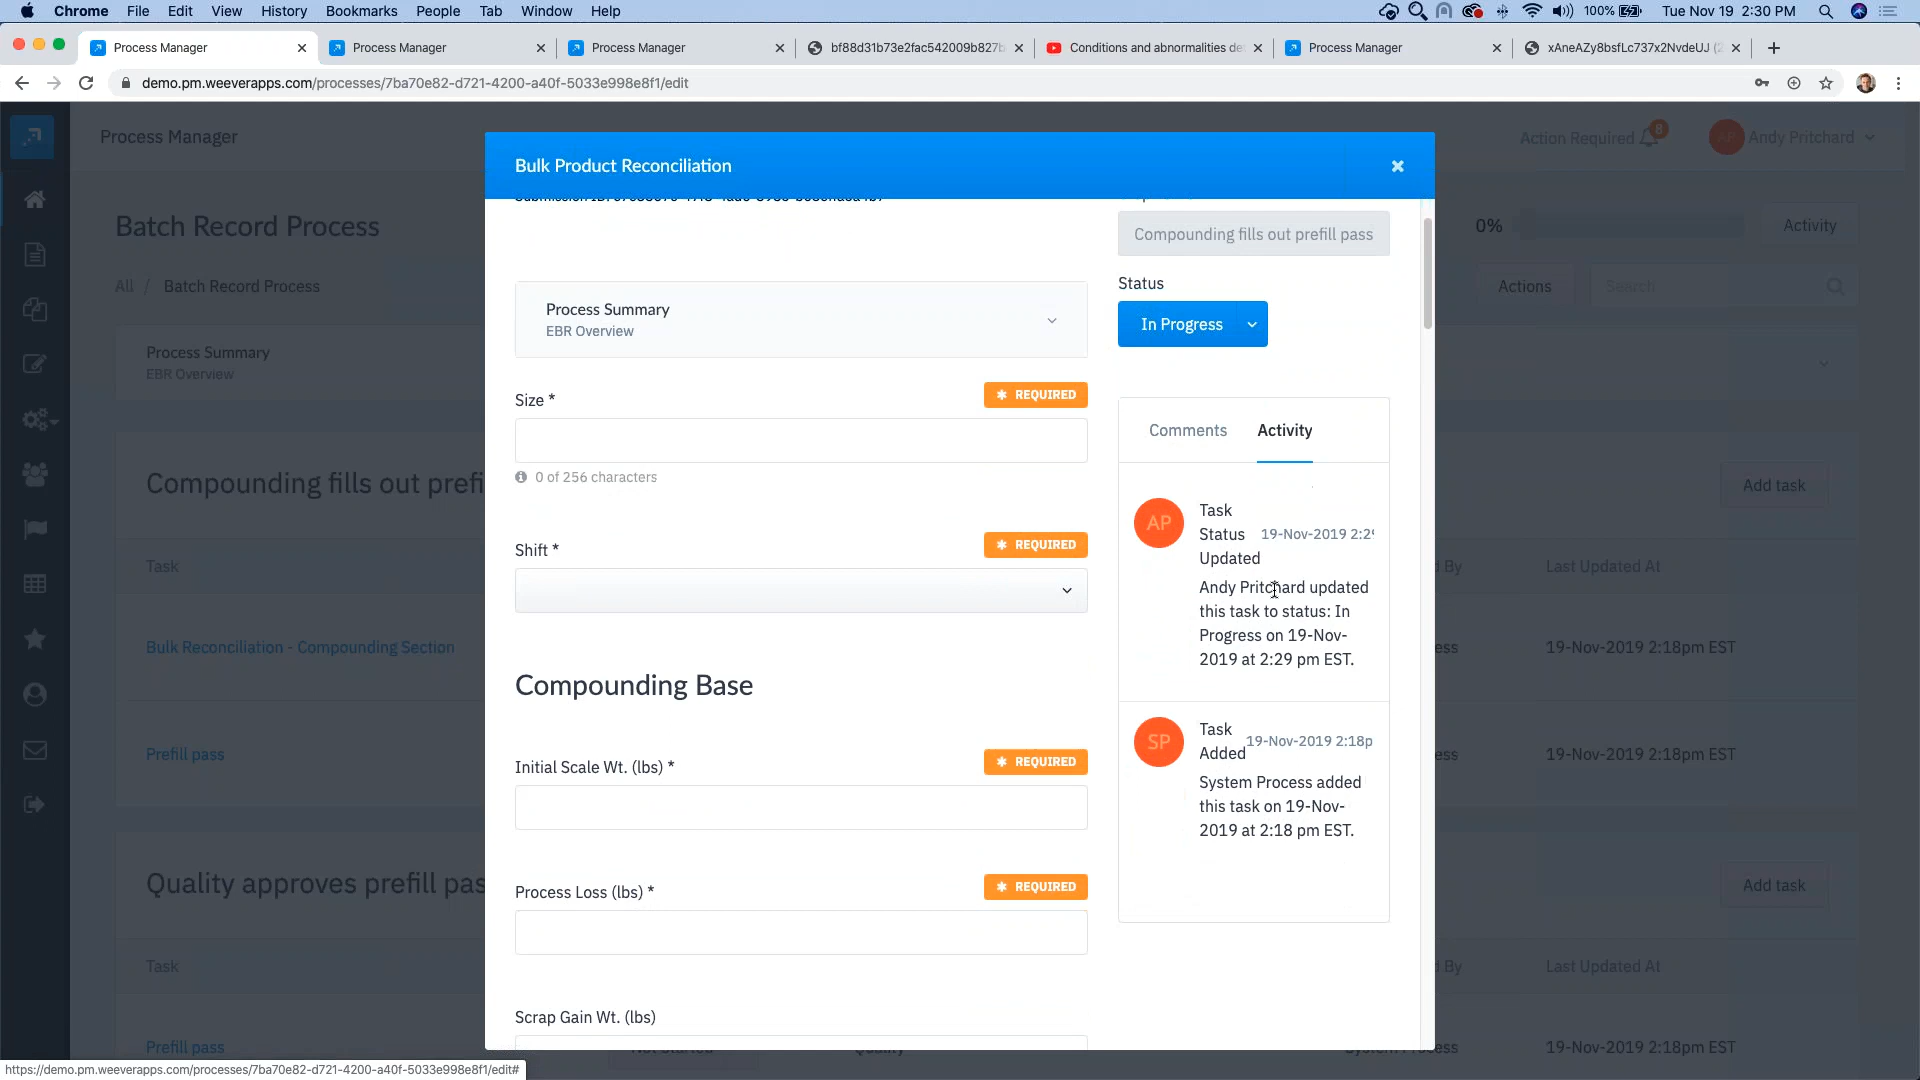 Chrome File Edit View History Bookmarks People Tab Window Help 100% Tue Nov 19 2:30 PM
Process Manager Process Manager Process Manager bf88d31b73e2fac542009b827b Conditions and abnormalities de Process Manager xAneAZy8bsfLc737x2NvdeUJ (2
demo.pm.weeverapps.com/processes/7ba70e82-d721-4200-a40f-5033e998e8f1/edit
Process Manager
Action Required 8
AP Andy Pritchard
Batch Record Process
0%
Activity
All / Batch Record Process
Actions
Search
Process Summary
EBR Overview
Compounding fills out prefi
Add task
Task
d By
Last Updated At
Bulk Reconciliation - Compounding Section
ess
19-Nov-2019 2:18pm EST
Prefill pass
ess
19-Nov-2019 2:18pm EST
Quality approves prefill pas
Add task
Task
d By
Last Updated At
Prefill pass
Not Started
Quality
System Process
19-Nov-2019 2:18pm EST
Bulk Product Reconciliation
Process Summary
EBR Overview
Size *
REQUIRED
0 of 256 characters
Shift *
REQUIRED
Compounding Base
Initial Scale Wt. (lbs) *
REQUIRED
Process Loss (lbs) *
REQUIRED
Scrap Gain Wt. (lbs)
Compounding fills out prefill pass
Status
In Progress
Comments Activity
AP
Task
Status 19-Nov-2019 2:29
Updated
Andy Pritchard updated
this task to status: In
Progress on 19-Nov-
2019 at 2:29 pm EST.
SP
Task
Added 19-Nov-2019 2:18p
System Process added
this task on 19-Nov-
2019 at 2:18 pm EST.
https://demo.pm.weeverapps.com/processes/7ba70e82-d721-4200-a40f-5033e998e8f1/edit#